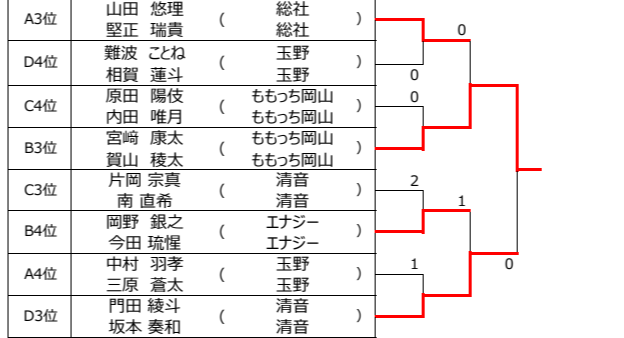 A3位 山田 悠理 ( 総社 )
堅正 瑞貴 総社
0
D4位 難波 ことね ( 玉野 )
相賀 蓮斗 玉野
0
C4位 原田 陽伎 ( ももっち岡山 )
内田 唯月 ももっち岡山
0
B3位 宮﨑 康太 ( ももっち岡山 )
賀山 稜太 ももっち岡山
C3位 片岡 宗真 ( 清音 )
南 直希 清音
2
1
B4位 岡野 銀之 ( エナジー )
今田 琉惺 エナジー
A4位 中村 羽孝 ( 玉野 )
三原 蒼太 玉野
1
0
D3位 門田 綾斗 ( 清音 )
坂本 奏和 清音